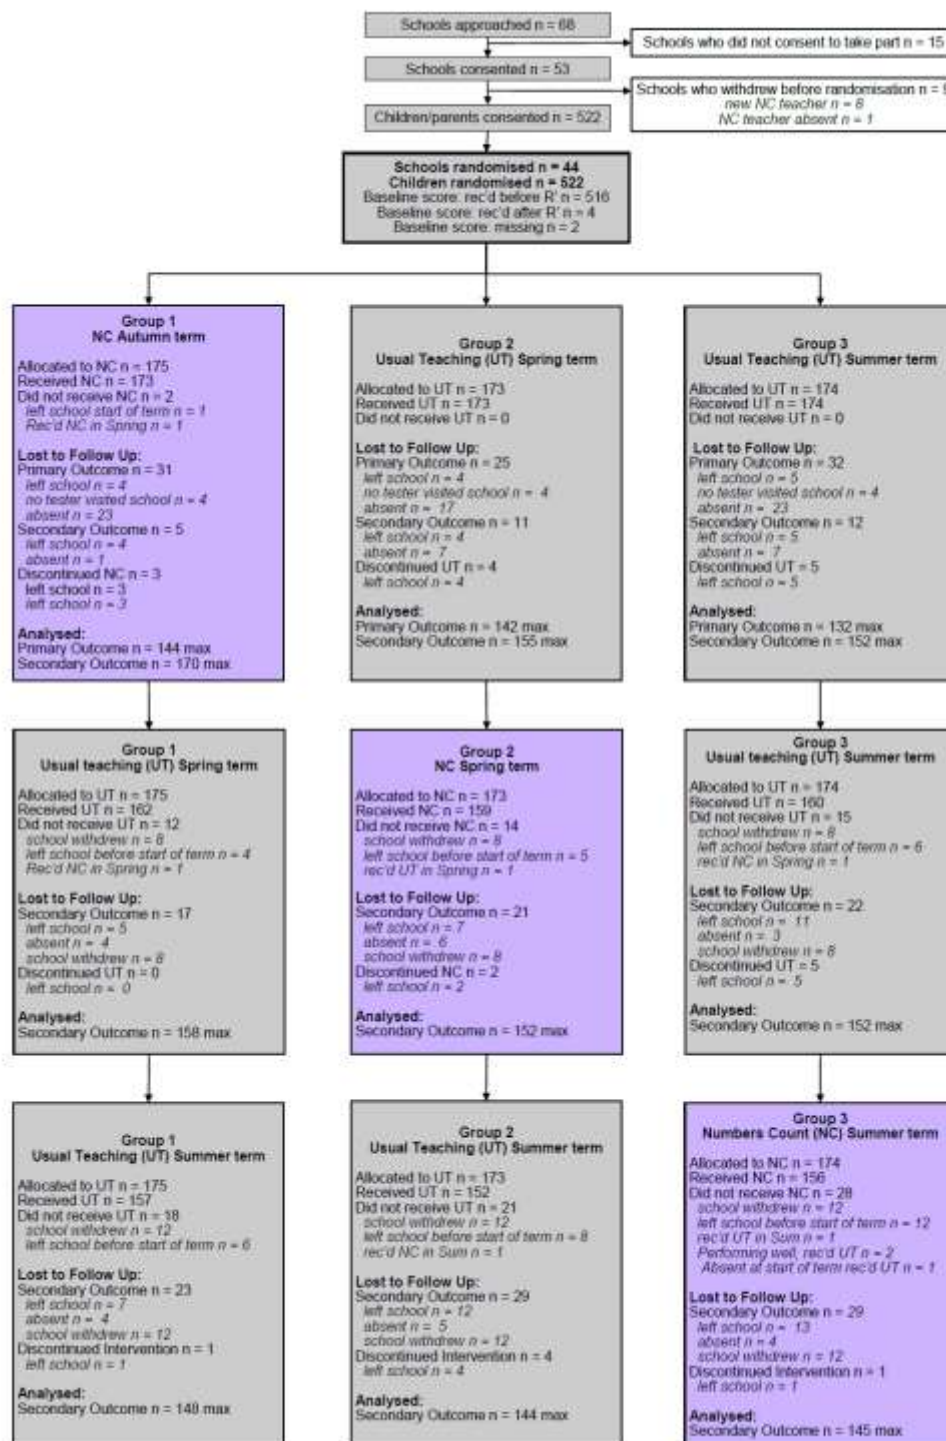 Schools approached n = 68
Schools who did not consent to take part n = 15
Schools consented n = 53
Schools who withdrew before randomisation n =
new NC teacher n = 8
NC teacher absent n = 1
Children/parents consented n = 522
Schools randomised n = 44
Children randomised n = 522
Baseline score: rec'd before R' n = 516
Baseline score: rec'd after R' n = 4
Baseline score: missing n = 2
Group 1
NC Autumn term
Allocated to NC n = 175
Received NC n = 173
Did not receive NC n = 2
left school start of term n = 1
Rec'd NC in Spring n = 1
Lost to Follow Up:
Primary Outcome n = 31
left school n = 4
no tester visited school n = 4
absent n = 23
Secondary Outcome n = 5
left school n = 4
absent n = 1
Discontinued NC n = 3
left school n = 3
left school n = 3
Analysed:
Primary Outcome n = 144 max
Secondary Outcome n = 170 max
Group 2
Usual Teaching (UT) Spring term
Allocated to UT n = 173
Received UT n = 173
Did not receive UT n = 0
Lost to Follow Up:
Primary Outcome n = 25
left school n = 4
no tester visited school n = 4
absent n = 17
Secondary Outcome n = 11
left school n = 4
absent n = 7
Discontinued UT n = 4
left school n = 4
Analysed:
Primary Outcome n = 142 max
Secondary Outcome n = 155 max
Group 3
Usual Teaching (UT) Summer term
Allocated to UT n = 174
Received UT n = 174
Did not receive UT n = 0
Lost to Follow Up:
Primary Outcome n = 32
left school n = 5
no tester visited school n = 4
absent n = 23
Secondary Outcome n = 12
left school n = 5
absent n = 7
Discontinued UT n = 5
left school n = 5
Analysed:
Primary Outcome n = 132 max
Secondary Outcome n = 152 max
Group 1
Usual teaching (UT) Spring term
Allocated to UT n = 175
Received UT n = 162
Did not receive UT n = 12
school withdrew n = 8
left school before start of term n = 4
Rec'd NC in Spring n = 1
Lost to Follow Up:
Secondary Outcome n = 17
left school n = 5
absent n = 4
school withdrew n = 8
Discontinued UT n = 0
left school n = 0
Analysed:
Secondary Outcome n = 158 max
Group 2
NC Spring term
Allocated to NC n = 173
Received NC n = 159
Did not receive NC n = 14
school withdrew n = 8
left school before start of term n = 5
rec'd UT in Spring n = 1
Lost to Follow Up:
Secondary Outcome n = 21
left school n = 7
absent n = 6
school withdrew n = 8
Discontinued NC n = 2
left school n = 2
Analysed:
Secondary Outcome n = 152 max
Group 3
Usual teaching (UT) Summer term
Allocated to UT n = 174
Received UT n = 160
Did not receive UT n = 15
school withdrew n = 8
left school before start of term n = 6
rec'd NC in Spring n = 1
Lost to Follow Up:
Secondary Outcome n = 22
left school n = 11
absent n = 3
school withdrew n = 8
Discontinued UT = 5
left school n = 5
Analysed:
Secondary Outcome n = 152 max
Group 1
Usual Teaching (UT) Summer term
Allocated to UT n = 175
Received UT n = 157
Did not receive UT n = 18
school withdrew n = 12
left school before start of term n = 6
Lost to Follow Up:
Secondary Outcome n = 23
left school n = 7
absent n = 4
school withdrew n = 12
Discontinued Intervention n = 1
left school n = 1
Analysed:
Secondary Outcome n = 148 max
Group 2
Usual Teaching (UT) Summer term
Allocated to UT n = 173
Received UT n = 152
Did not receive UT n = 21
school withdrew n = 12
left school before start of term n = 8
rec'd NC in Sum n = 1
Lost to Follow Up:
Secondary Outcome n = 29
left school n = 12
absent n = 5
school withdrew n = 12
Discontinued Intervention n = 4
left school n = 4
Analysed:
Secondary Outcome n = 144 max
Group 3
Numbers Count (NC) Summer term
Allocated to NC n = 174
Received NC n = 156
Did not receive NC n = 28
school withdrew n = 12
left school before start of term n = 12
rec'd UT in Sum n = 1
Performing well, rec'd UT n = 2
Absent at start of term rec'd UT n = 1
Lost to Follow Up:
Secondary Outcome n = 29
left school n = 13
absent n = 4
school withdrew n = 12
Discontinued Intervention n = 1
left school n = 1
Analysed:
Secondary Outcome n = 145 max